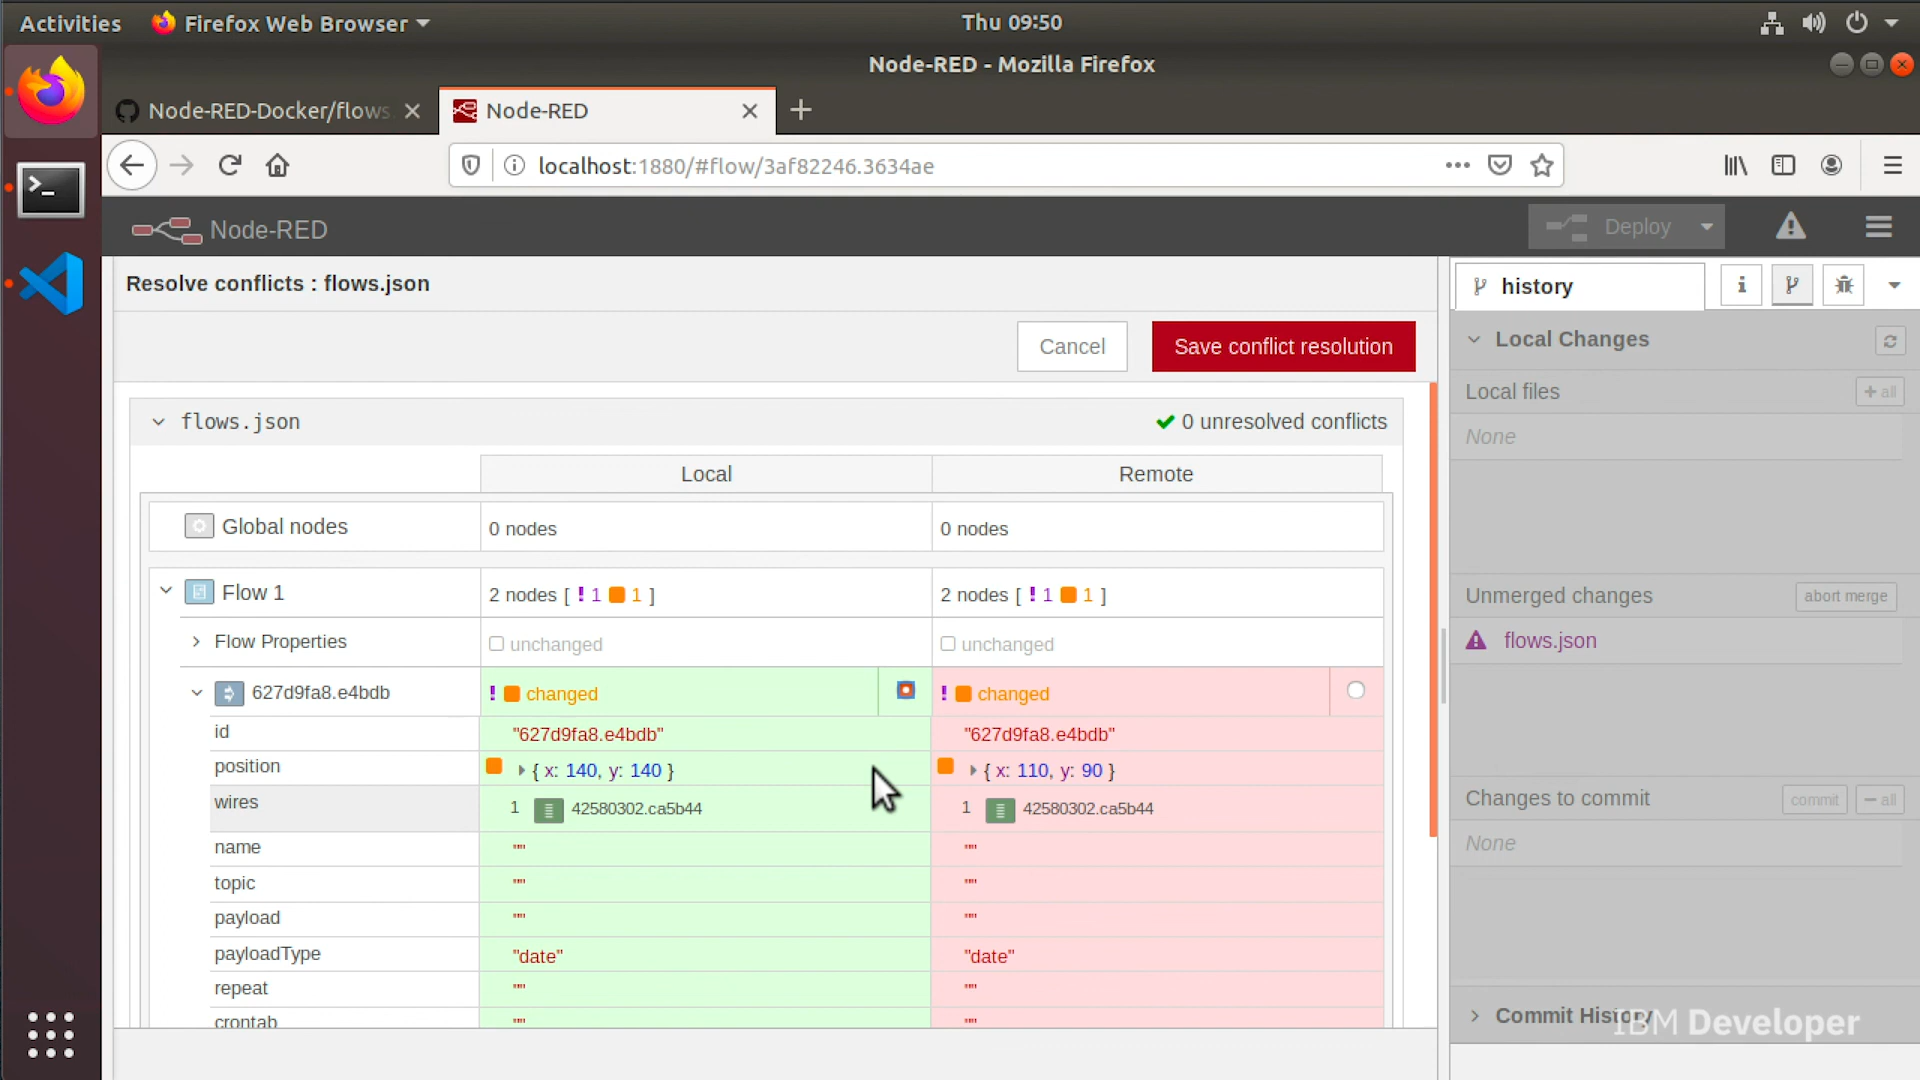 Activities
Firefox Web Browser
Thu 09:50
Node-RED - Mozilla Firefox
Node-RED-Docker/flows
Node-RED
localhost:1880/#flow/3af82246.3634ae
Node-RED
Deploy
Resolve conflicts : flows.json
Cancel
Save conflict resolution
flows.json
0 unresolved conflicts
Local
Remote
Global nodes
0 nodes
0 nodes
Flow 1
2 nodes [ ! 1 1 ]
2 nodes [ ! 1 1 ]
Flow Properties
unchanged
unchanged
627d9fa8.e4bdb
! changed
! changed
id
"627d9fa8.e4bdb"
"627d9fa8.e4bdb"
position
{ x: 140, y: 140 }
{ x: 110, y: 90 }
wires
1 42580302.ca5b44
1 42580302.ca5b44
name
""
""
topic
""
""
payload
""
""
payloadType
"date"
"date"
repeat
""
""
crontab
""
""
history
i
Local Changes
Local files
+ all
None
Unmerged changes
abort merge
flows.json
Changes to commit
commit
− all
None
Commit History
IBM Developer